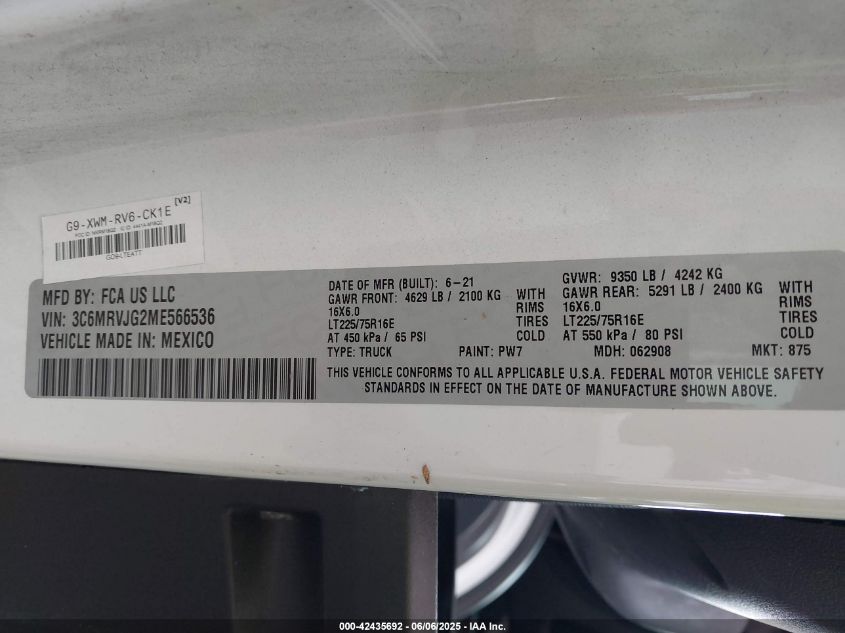 [V2]
G9-XWM-RV6-CK1E
GO9-LTEATT
MFD BY: FCA US LLC
VIN: 3C6MRVJG2ME566536
VEHICLE MADE IN: MEXICO
DATE OF MFR (BUILT): 6-21
GAWR FRONT: 4629 LB / 2100 KG WITH
16X6.0 RIMS
LT225/75R16E TIRES
AT 450 kPa / 65 PSI COLD
TYPE: TRUCK PAINT: PW7
GVWR: 9350 LB / 4242 KG
GAWR REAR: 5291 LB / 2400 KG WITH
16X6.0 RIMS
LT225/75R16E TIRES
AT 550 kPa / 80 PSI COLD
MDH: 062908 MKT: 875
THIS VEHICLE CONFORMS TO ALL APPLICABLE U.S.A. FEDERAL MOTOR VEHICLE SAFETY
STANDARDS IN EFFECT ON THE DATE OF MANUFACTURE SHOWN ABOVE.
000-42435692 - 06/06/2025 - IAA Inc.